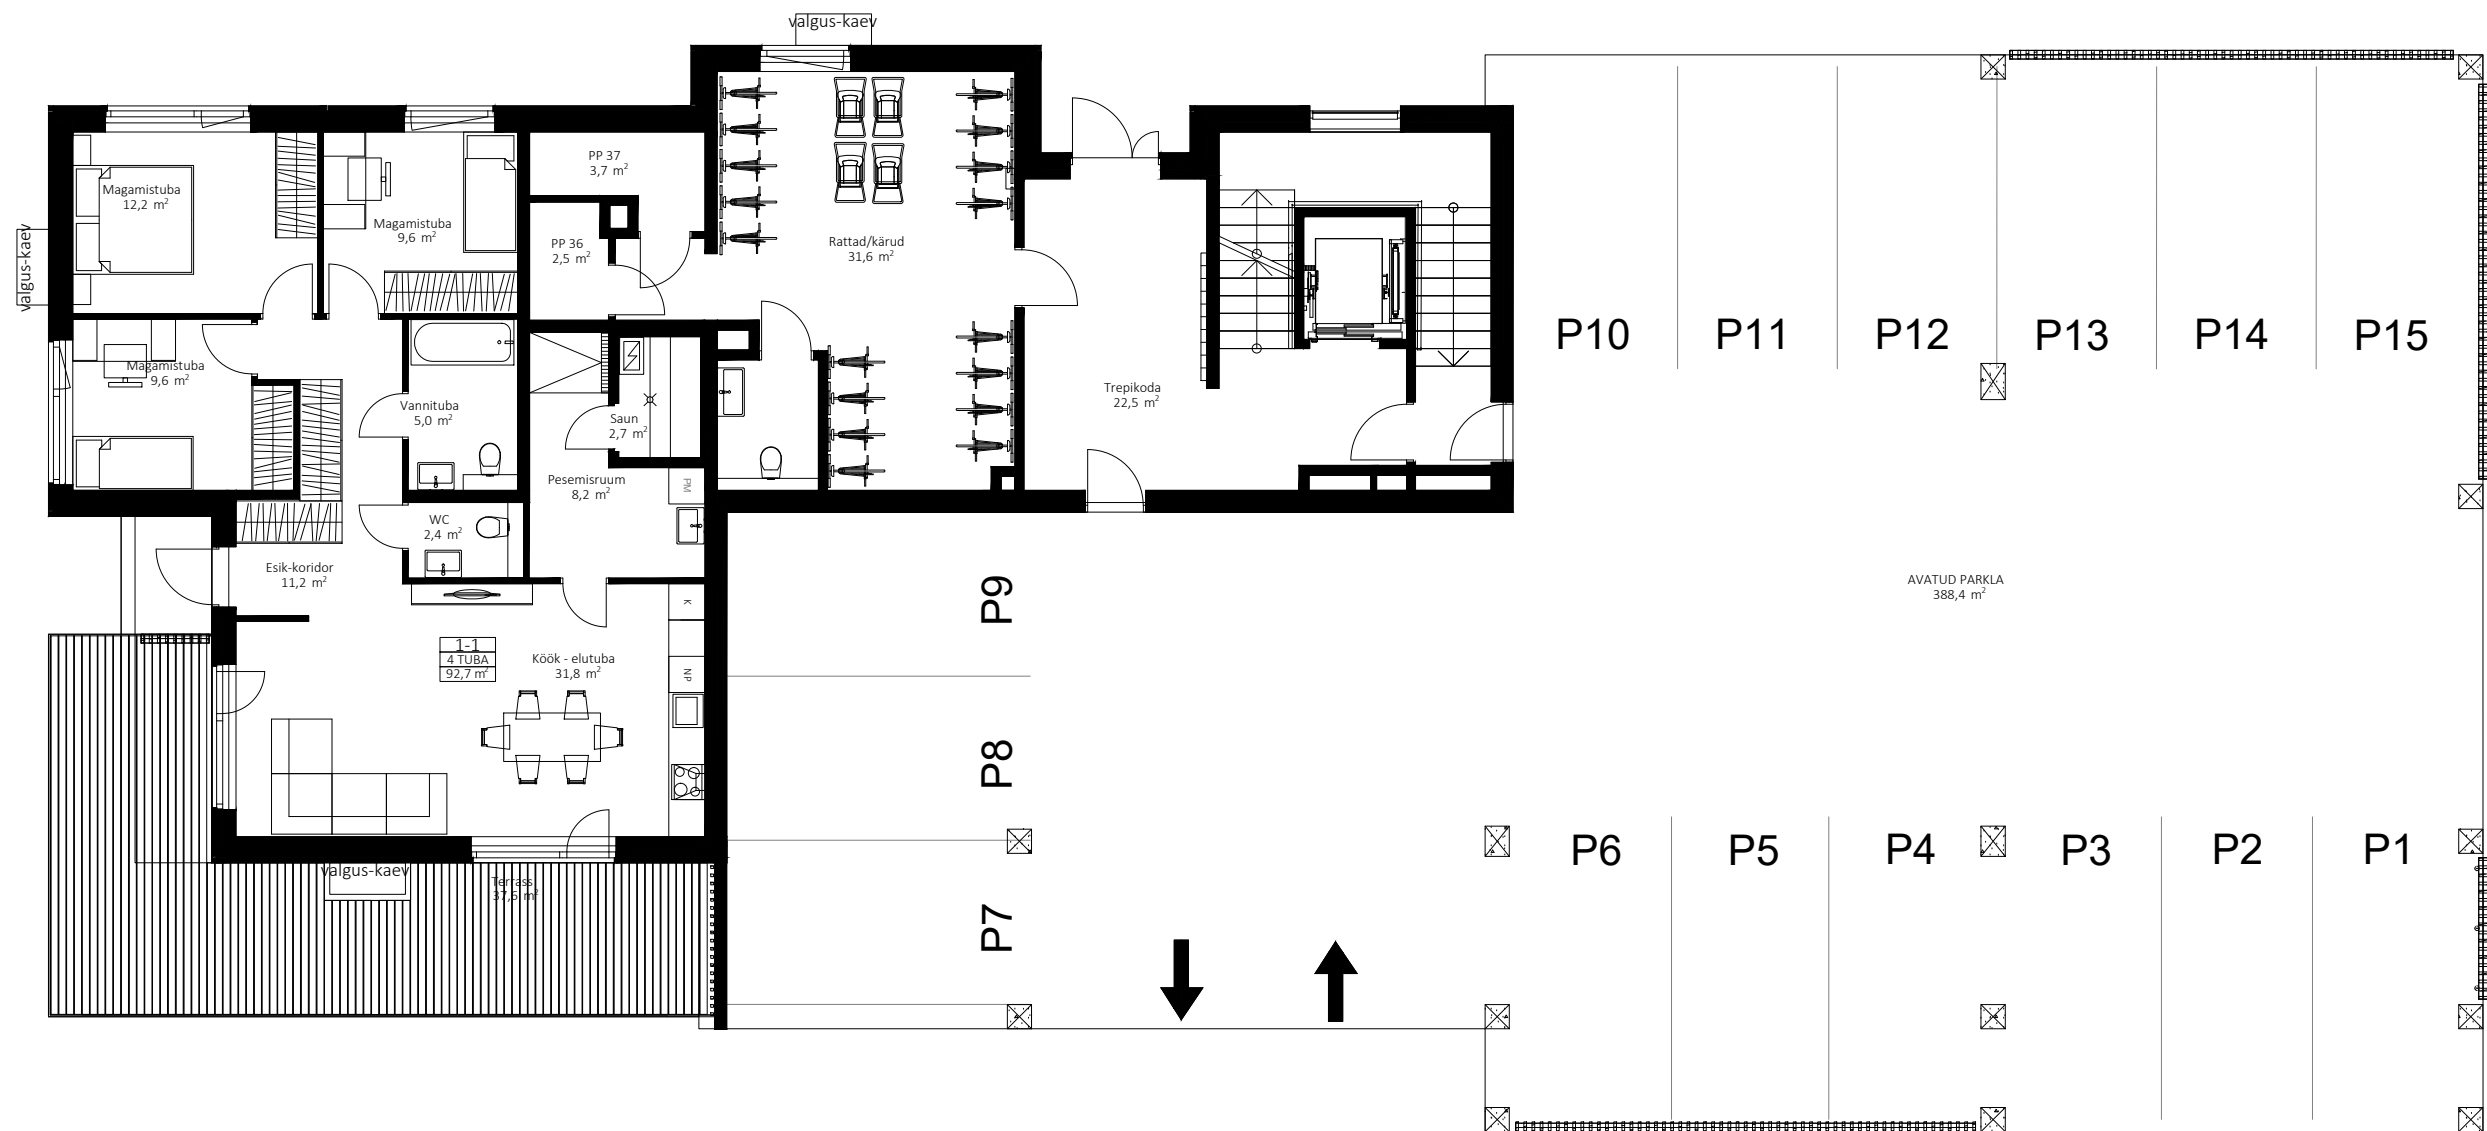 valgus-kaev
valgus-kaev
Magamistuba
12,2 m²
Magamistuba
9,6 m²
PP 37
3,7 m²
PP 36
2,5 m²
Rattad/kärud
31,6 m²
Magamistuba
9,6 m²
Vannituba
5,0 m²
Saun
2,7 m²
Trepikoda
22,5 m²
P10
P11
P12
P13
P14
P15
Pesemisruum
8,2 m²
PM
WC
2,4 m²
Esik-koridor
11,2 m²
AVATUD PARKLA
388,4 m²
K
1-1
4 TUBA
92,7 m²
Köök - elutuba
31,8 m²
NP
P9
P8
P7
P6
P5
P4
P3
P2
P1
valgus-kaev
Terrass
37,5 m²